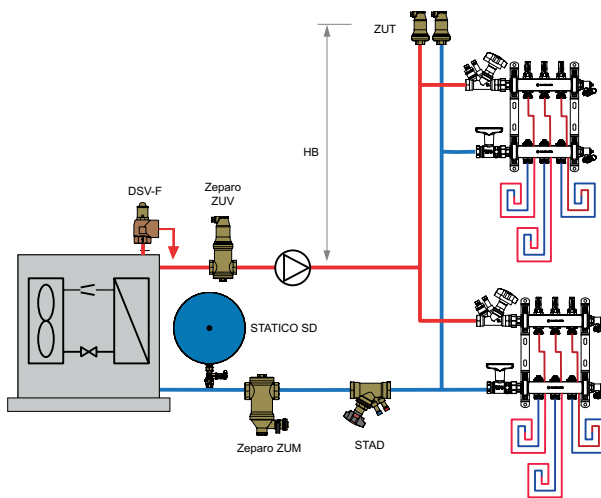 ZUT
HB
DSV-F
Zeparo
ZUV
STATICO SD
Zeparo ZUM
STAD